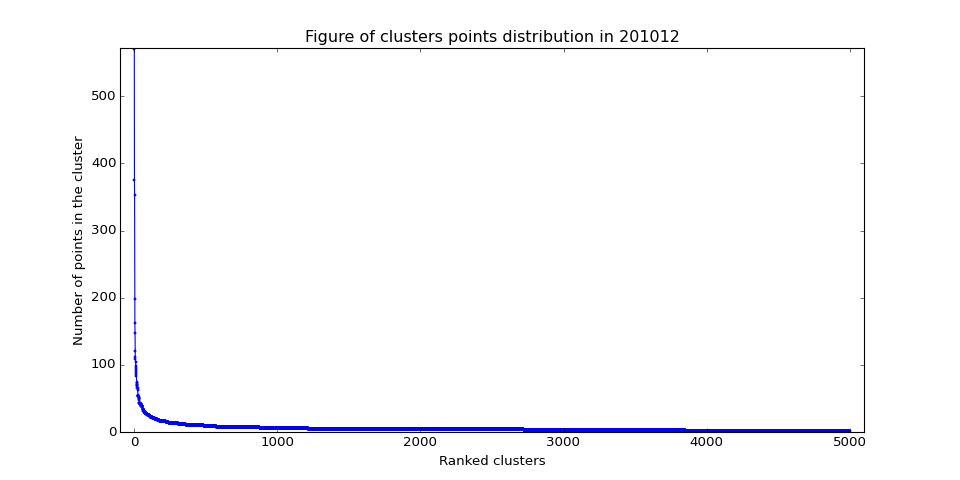 Figure of clusters points distribution in 201012
Number of points in the cluster
500
400
300
200
100
0
0 1000 2000 3000 4000 5000
Ranked clusters